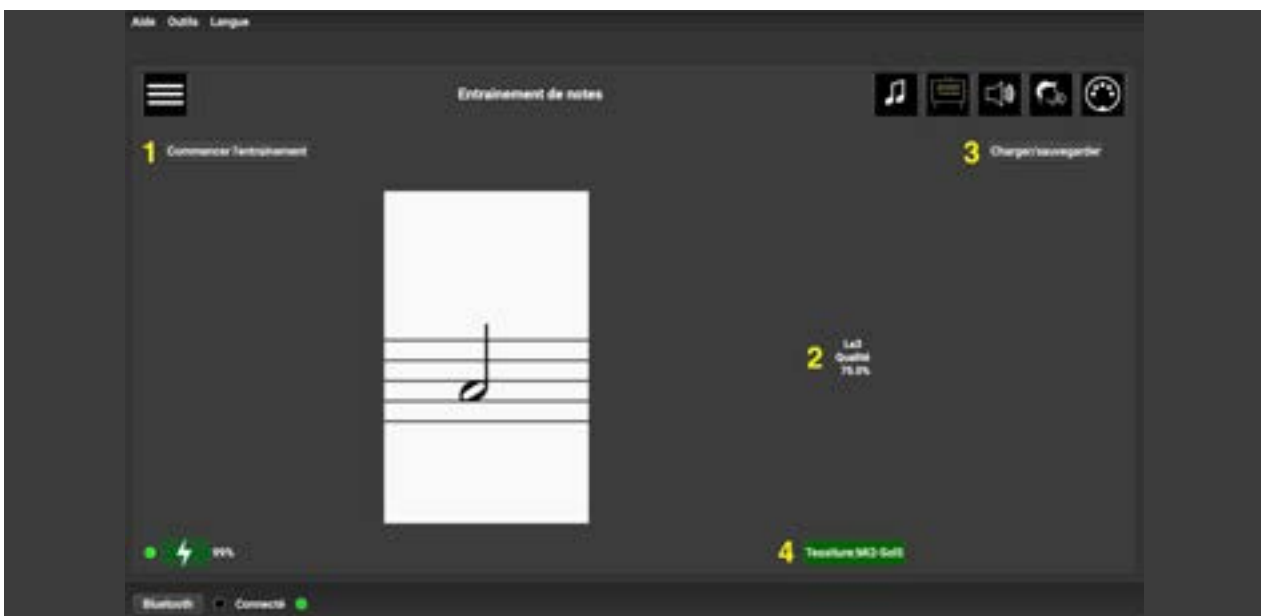 Aide Outils Langue
Entrainement de notes
1 Commencer l'entrainement
3 Charger/sauvegarder
La3
2 Qualité
75.0%
99%
4 Tessiture:Mi3-Sol5
Bluetooth Connecté